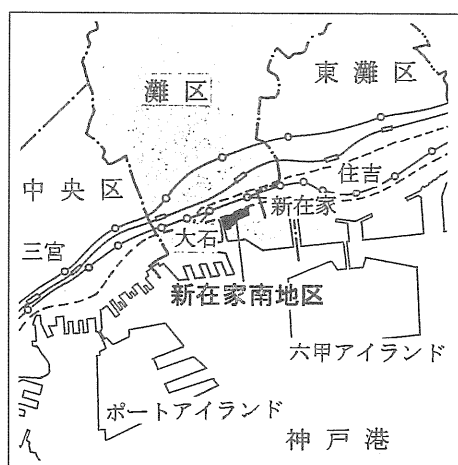 東灘区
灘区
住吉
中央区
新在家
大石
三宮
新在家南地区
六甲アイランド
ポートアイランド
神戸港